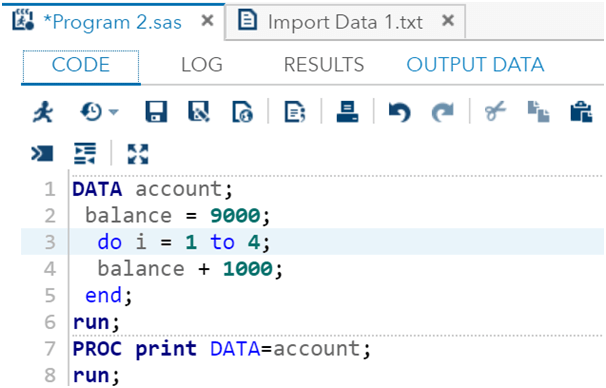 *Program 2.sas × Import Data 1.txt ×
CODE LOG RESULTS OUTPUT DATA
1 DATA account;
2 balance = 9000;
3 do i = 1 to 4;
4 balance + 1000;
5 end;
6 run;
7 PROC print DATA=account;
8 run;